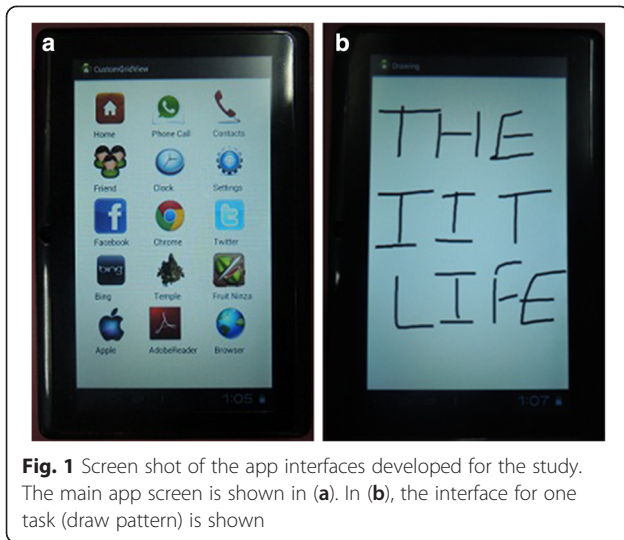 a
CustomGridView
Home Phone Call Contacts
Friend Clock Settings
Facebook Chrome Twitter
bing
Bing Temple Fruit Ninza
Apple AdobeReader Browser
1:05
b
Drawing
THE
IIT
LIFE
1:07
Fig. 1 Screen shot of the app interfaces developed for the study.
The main app screen is shown in (a). In (b), the interface for one
task (draw pattern) is shown